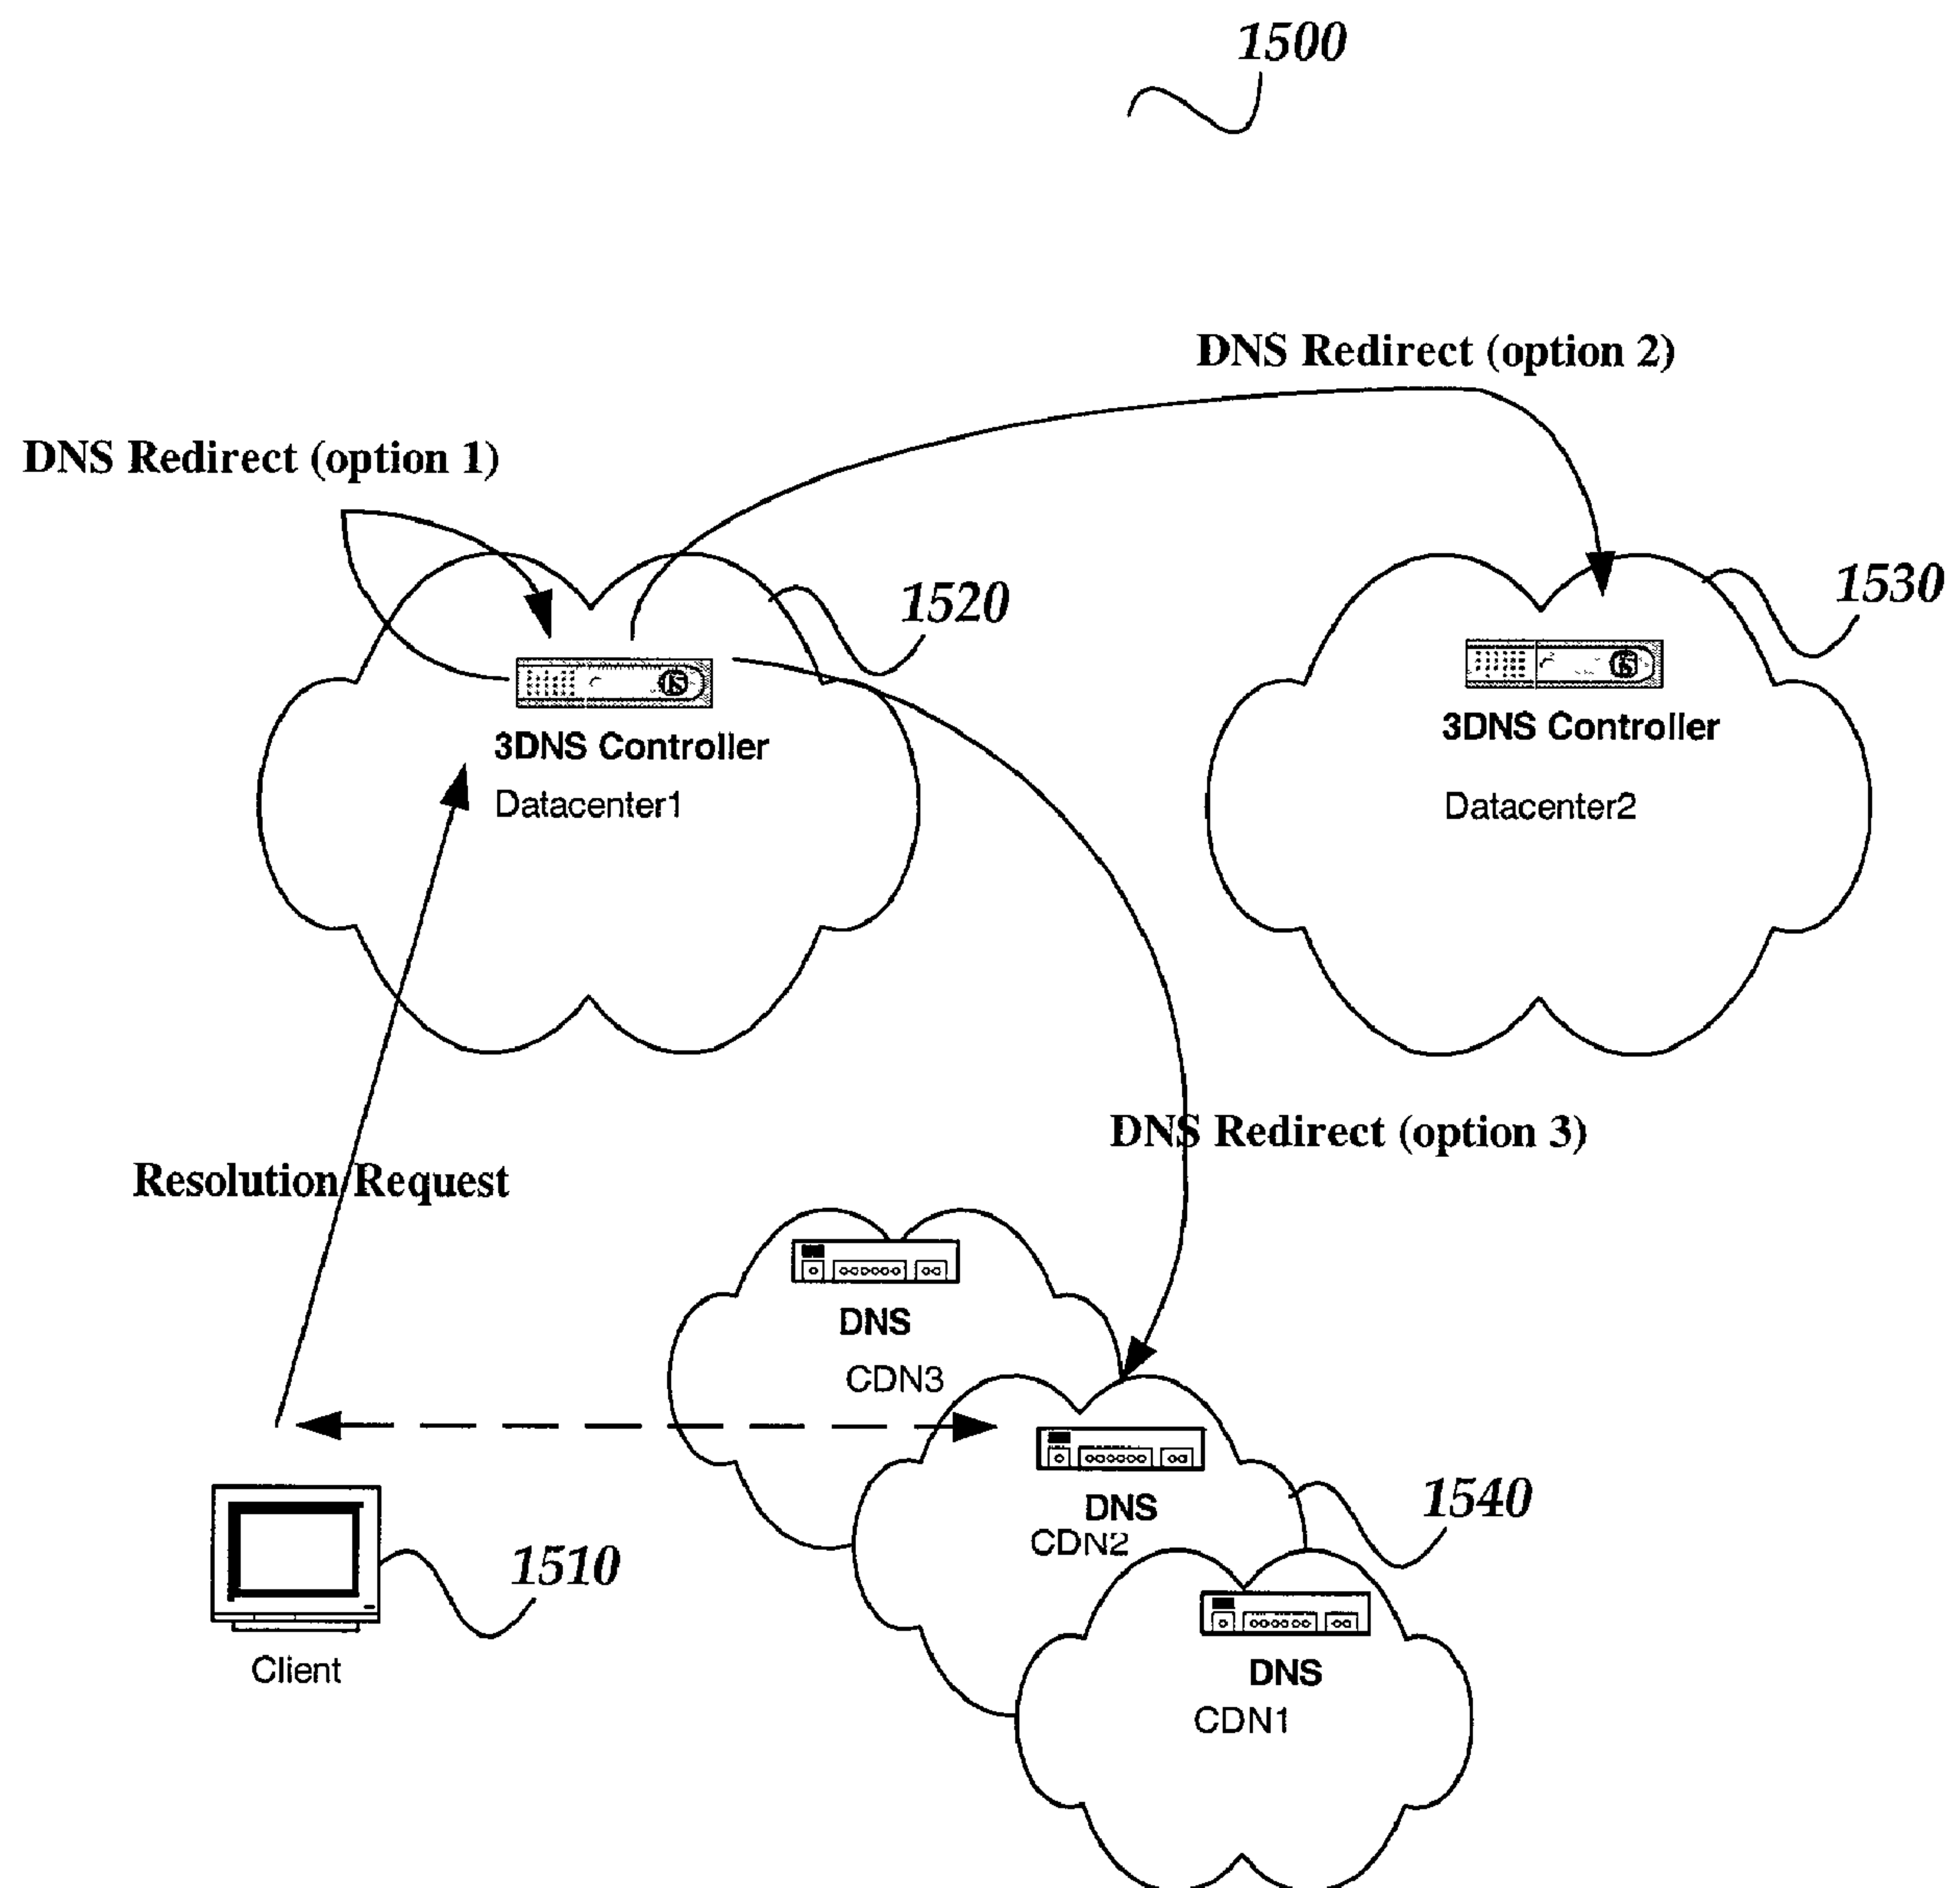 1500
DNS Redirect (option 2)
DNS Redirect (option 1)
1520
1530
3DNS Controller
Datacenter1
3DNS Controller
Datacenter2
DNS Redirect (option 3)
Resolution Request
DNS
CDN3
DNS
CDN2
1540
1510
Client
DNS
CDN1